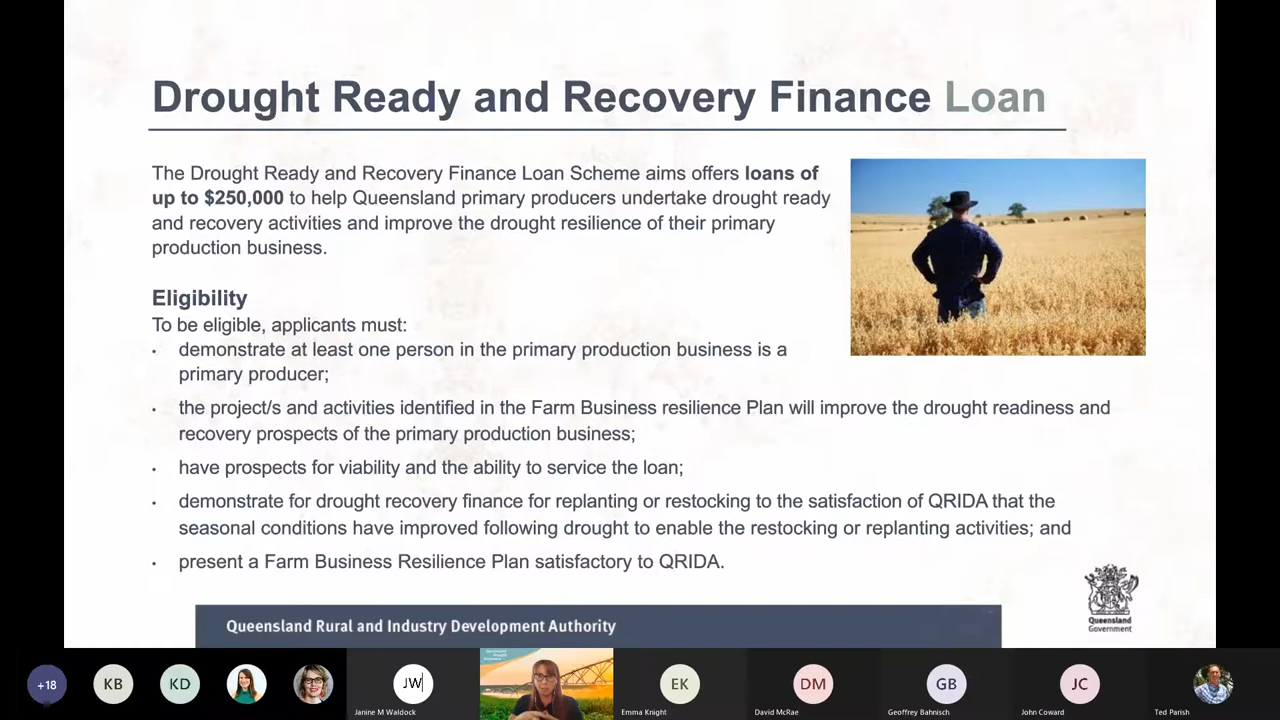 Drought Ready and Recovery Finance Loan
The Drought Ready and Recovery Finance Loan Scheme aims offers loans of
up to $250,000 to help Queensland primary producers undertake drought ready
and recovery activities and improve the drought resilience of their primary
production business.
Eligibility
To be eligible, applicants must:
• demonstrate at least one person in the primary production business is a
primary producer;
• the project/s and activities identified in the Farm Business resilience Plan will improve the drought readiness and
recovery prospects of the primary production business;
• have prospects for viability and the ability to service the loan;
• demonstrate for drought recovery finance for replanting or restocking to the satisfaction of QRIDA that the
seasonal conditions have improved following drought to enable the restocking or replanting activities; and
• present a Farm Business Resilience Plan satisfactory to QRIDA.
Queensland
Government
Queensland Rural and Industry Development Authority
+18
KB
KD
JW
Janine M Waldock
EK
Emma Knight
DM
David McRae
GB
Geoffrey Bahnisch
JC
John Coward
Ted Parish